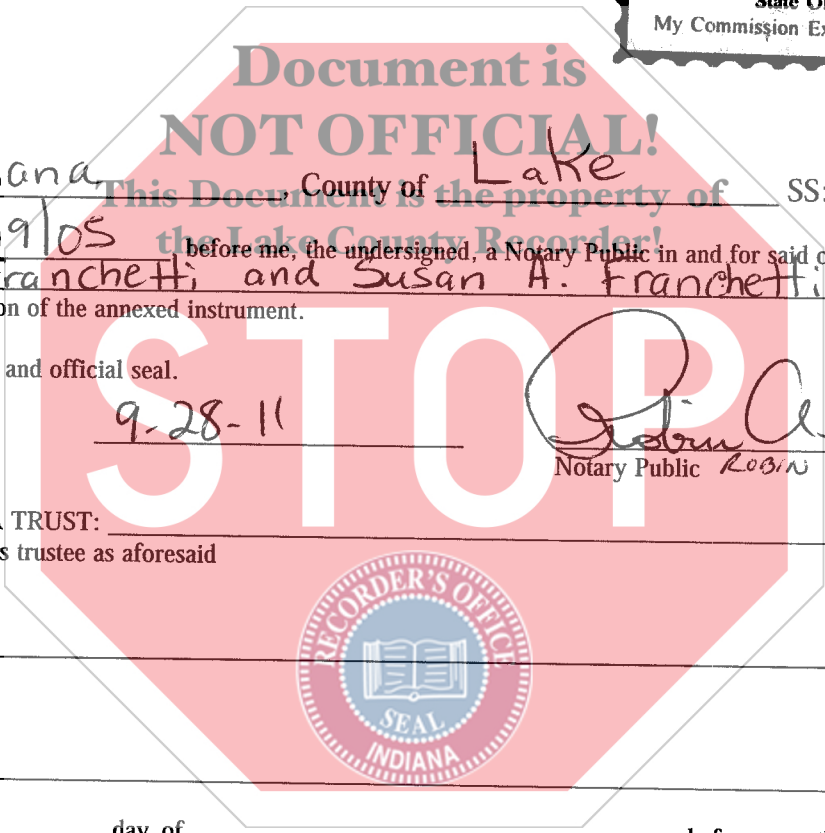 State O
My Commission Ex
Document is
NOT OFFICIAL!
This Document is the property of
the Lake County Recorder!
ana, County of Lake SS:
9/05 before me, the undersigned, a Notary Public in and for said c
ranchetti and Susan A. Franchetti
on of the annexed instrument.
and official seal.
9-28-11
Robin A.
Notary Public ROBIN
STOP
TRUST:
s trustee as aforesaid
RECORDER'S OFFICE
SEAL
INDIANA
day of